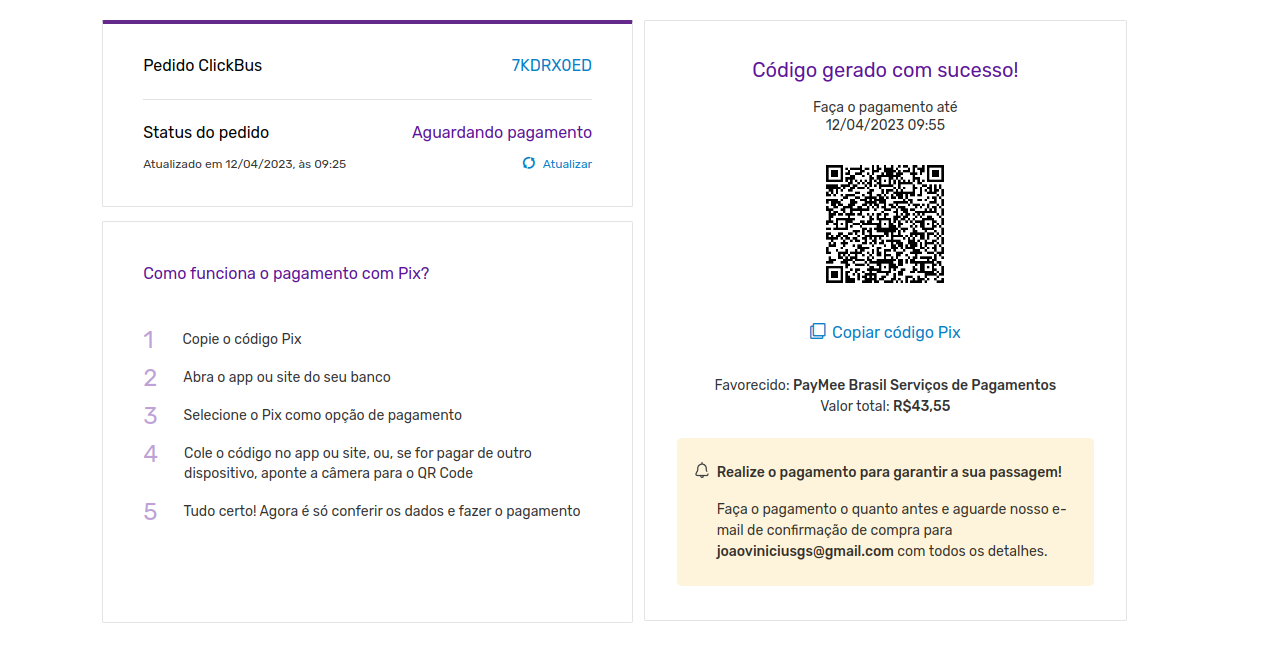 Pedido ClickBus 7KDRX0ED
Status do pedido Aguardando pagamento
Atualizado em 12/04/2023, às 09:25 Atualizar
Como funciona o pagamento com Pix?
1 Copie o código Pix
2 Abra o app ou site do seu banco
3 Selecione o Pix como opção de pagamento
4 Cole o código no app ou site, ou, se for pagar de outro
dispositivo, aponte a câmera para o QR Code
5 Tudo certo! Agora é só conferir os dados e fazer o pagamento
Código gerado com sucesso!
Faça o pagamento até
12/04/2023 09:55
Copiar código Pix
Favorecido: PayMee Brasil Serviços de Pagamentos
Valor total: R$43,55
Realize o pagamento para garantir a sua passagem!
Faça o pagamento o quanto antes e aguarde nosso e-
mail de confirmação de compra para
joaoviniciusgs@gmail.com com todos os detalhes.